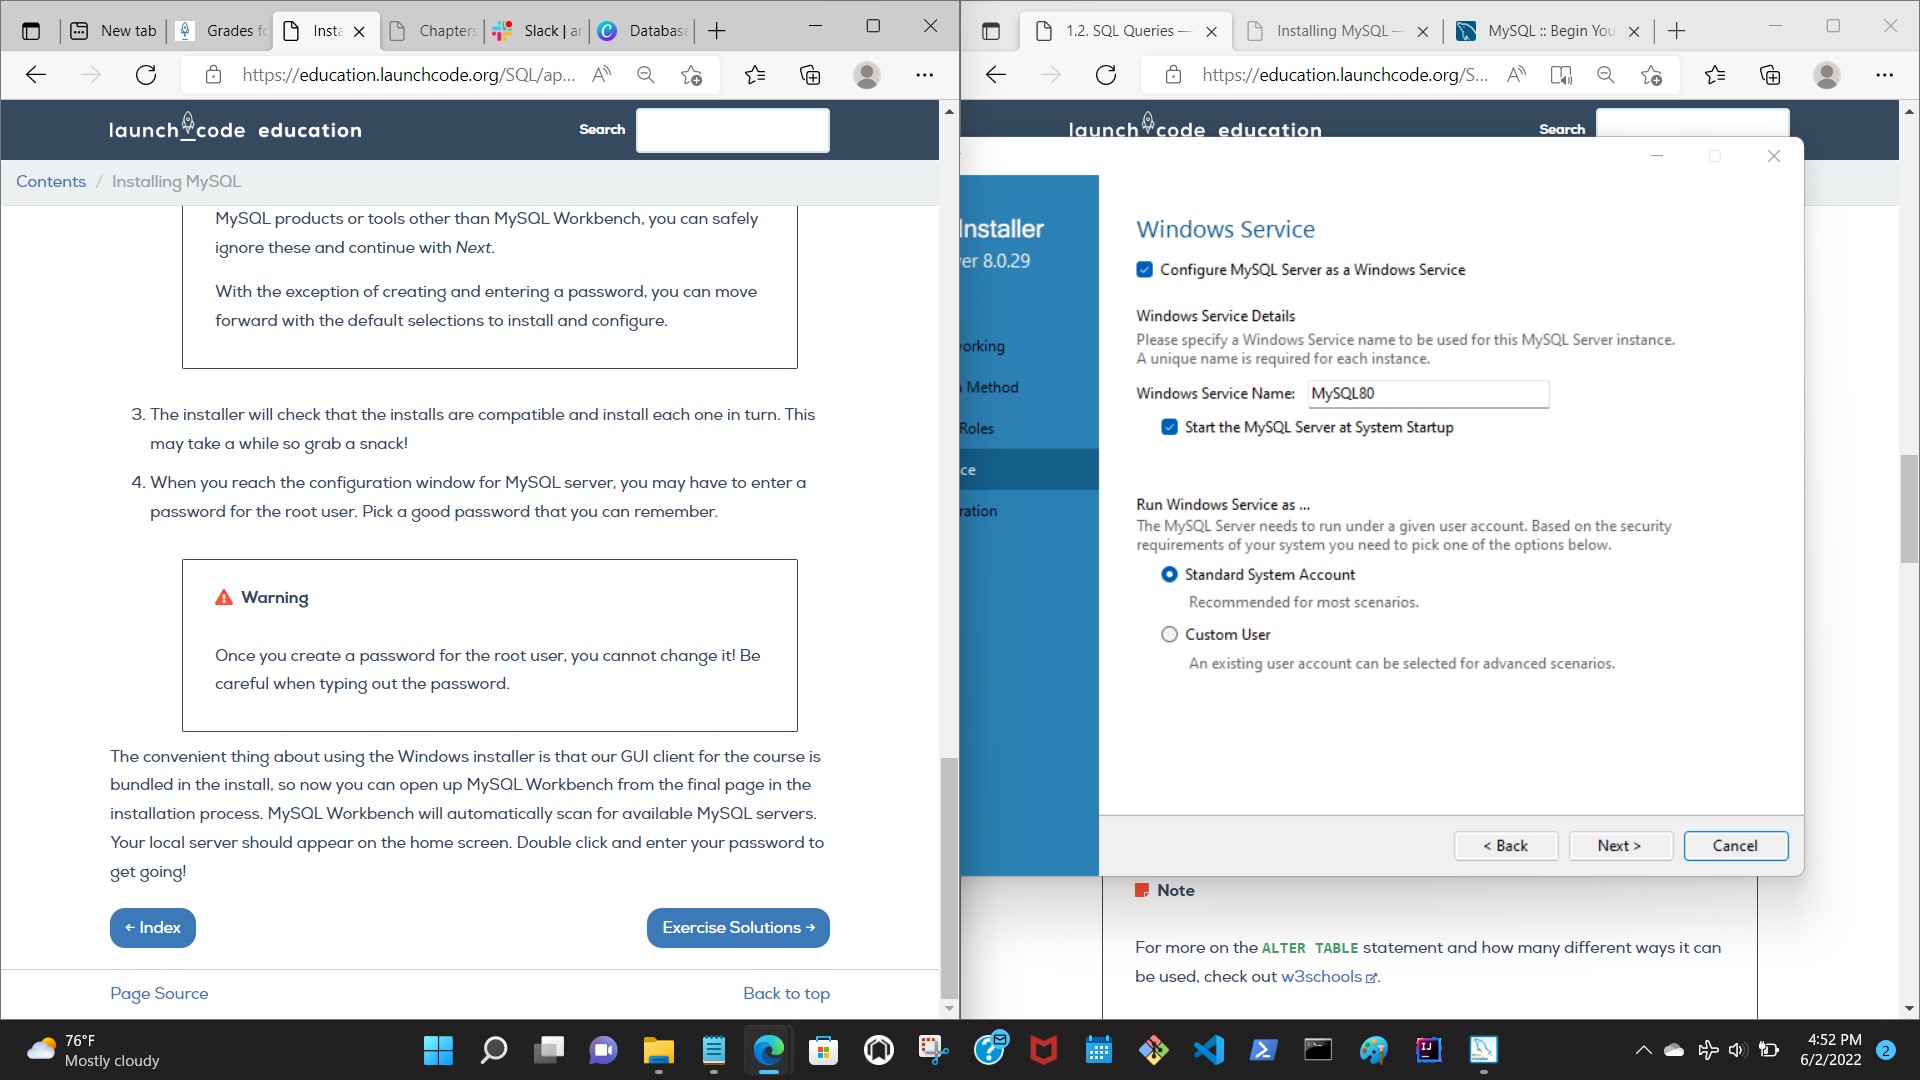 New tab
Grades fo
Insta
Chapters
Slack | ar
Database
https://education.launchcode.org/SQL/ap...
launch_code education
Search
Contents / Installing MySQL
MySQL products or tools other than MySQL Workbench, you can safely
ignore these and continue with Next.
With the exception of creating and entering a password, you can move
forward with the default selections to install and configure.
3. The installer will check that the installs are compatible and install each one in turn. This
may take a while so grab a snack!
4. When you reach the configuration window for MySQL server, you may have to enter a
password for the root user. Pick a good password that you can remember.
Warning
Once you create a password for the root user, you cannot change it! Be
careful when typing out the password.
The convenient thing about using the Windows installer is that our GUI client for the course is
bundled in the install, so now you can open up MySQL Workbench from the final page in the
installation process. MySQL Workbench will automatically scan for available MySQL servers.
Your local server should appear on the home screen. Double click and enter your password to
get going!
← Index
Exercise Solutions →
Page Source
Back to top
1.2. SQL Queries —
Installing MySQL —
MySQL :: Begin You
https://education.launchcode.org/S...
launch code education
Search
Installer
er 8.0.29
orking
Method
Roles
ce
ration
Windows Service
Configure MySQL Server as a Windows Service
Windows Service Details
Please specify a Windows Service name to be used for this MySQL Server instance.
A unique name is required for each instance.
Windows Service Name: MySQL80
Start the MySQL Server at System Startup
Run Windows Service as ...
The MySQL Server needs to run under a given user account. Based on the security
requirements of your system you need to pick one of the options below.
Standard System Account
Recommended for most scenarios.
Custom User
An existing user account can be selected for advanced scenarios.
< Back
Next >
Cancel
Note
For more on the ALTER TABLE statement and how many different ways it can
be used, check out w3schools.
76°F
Mostly cloudy
4:52 PM
6/2/2022
2